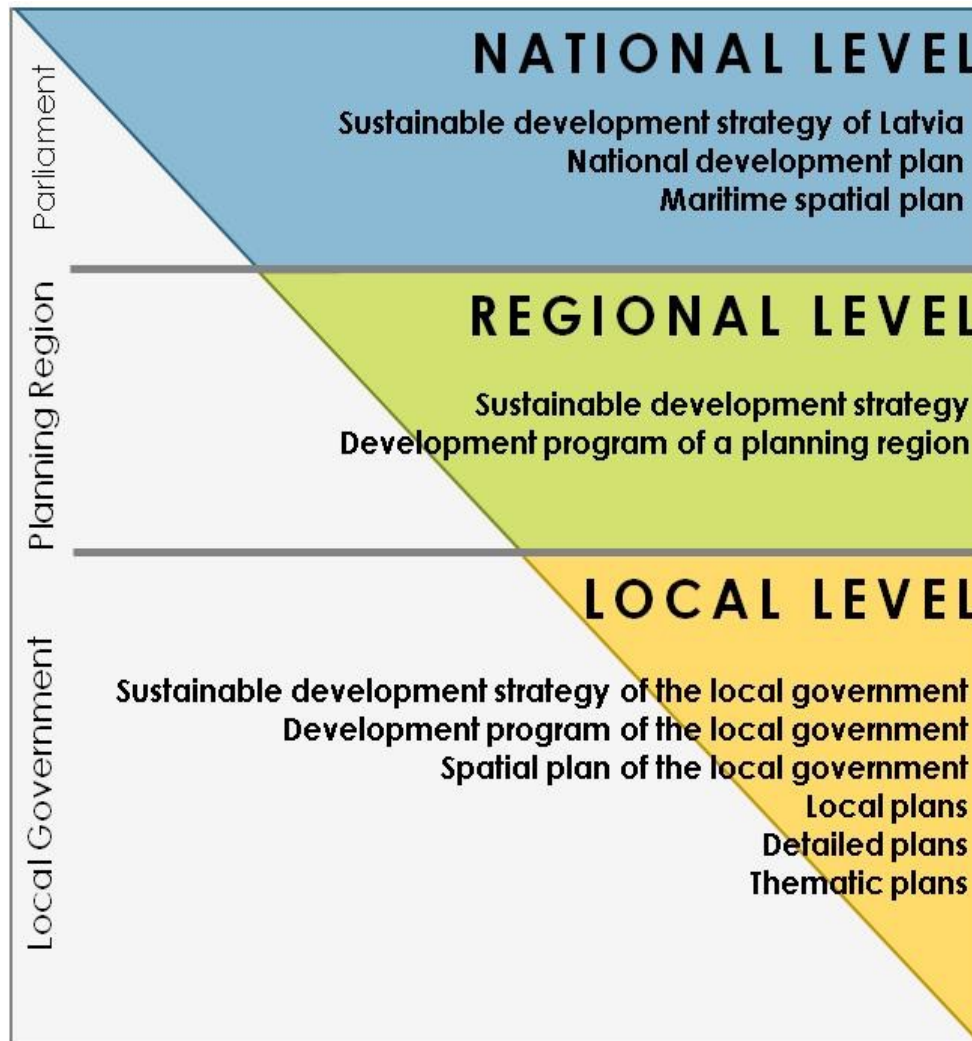 Parliament
NATIONAL LEVEL
Sustainable development strategy of Latvia
National development plan
Maritime spatial plan
Planning Region
REGIONAL LEVEL
Sustainable development strategy
Development program of a planning region
Local Government
LOCAL LEVEL
Sustainable development strategy of the local government
Development program of the local government
Spatial plan of the local government
Local plans
Detailed plans
Thematic plans